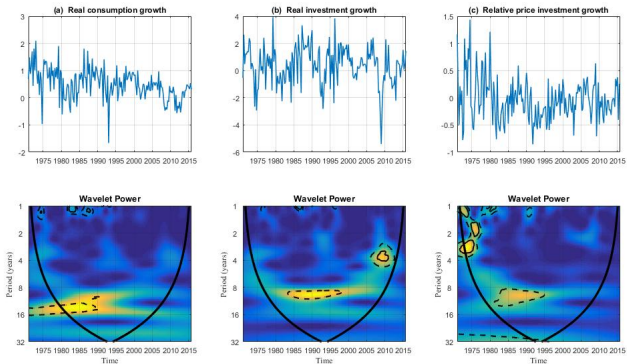 (a) Real consumption growth
3
2
1
0
-1
-2
1975 1980 1985 1990 1995 2000 2005 2010 2015
(b) Real investment growth
4
2
0
-2
-4
-6
1975 1980 1985 1990 1995 2000 2005 2010 2015
(c) Relative price investment growth
1.5
1
0.5
0
-0.5
-1
1975 1980 1985 1990 1995 2000 2005 2010 2015
Wavelet Power
Period (years)
1
2
4
8
16
32
1975 1980 1985 1990 1995 2000 2005 2010 2015
Time
Wavelet Power
Period (years)
1
2
4
8
16
32
1975 1980 1985 1990 1995 2000 2005 2010 2015
Time
Wavelet Power
Period (years)
1
2
4
8
16
32
1975 1980 1985 1990 1995 2000 2005 2010 2015
Time